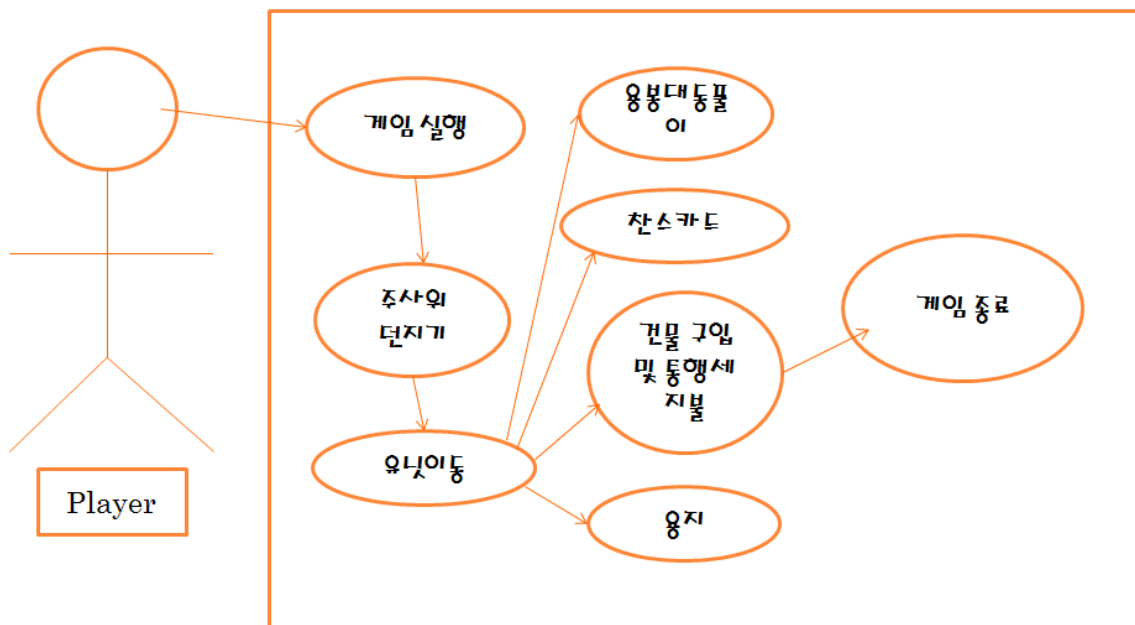 게임 실행
용봉대동풀
이
찬스카드
주사위
던지기
건물 구입
및 통행세
지불
게임 종료
유닛이동
용지
Player